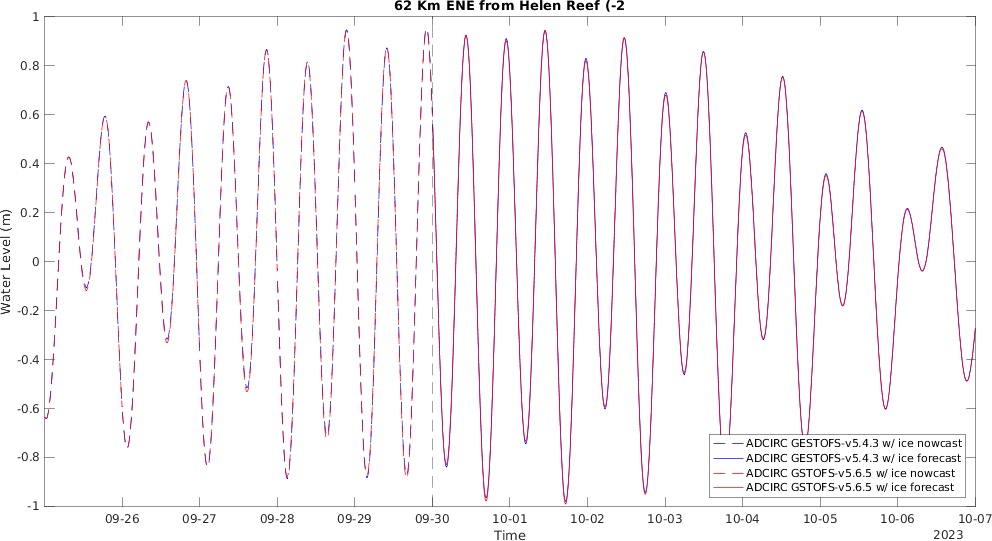 62 Km ENE from Helen Reef (-2
Water Level (m)
1
0.8
0.6
0.4
0.2
0
-0.2
-0.4
-0.6
-0.8
-1
ADCIRC GESTOFS-v5.4.3 w/ ice nowcast
ADCIRC GESTOFS-v5.4.3 w/ ice forecast
ADCIRC GSTOFS-v5.6.5 w/ ice nowcast
ADCIRC GSTOFS-v5.6.5 w/ ice forecast
09-26 09-27 09-28 09-29 09-30 10-01 10-02 10-03 10-04 10-05 10-06 10-07
Time
2023